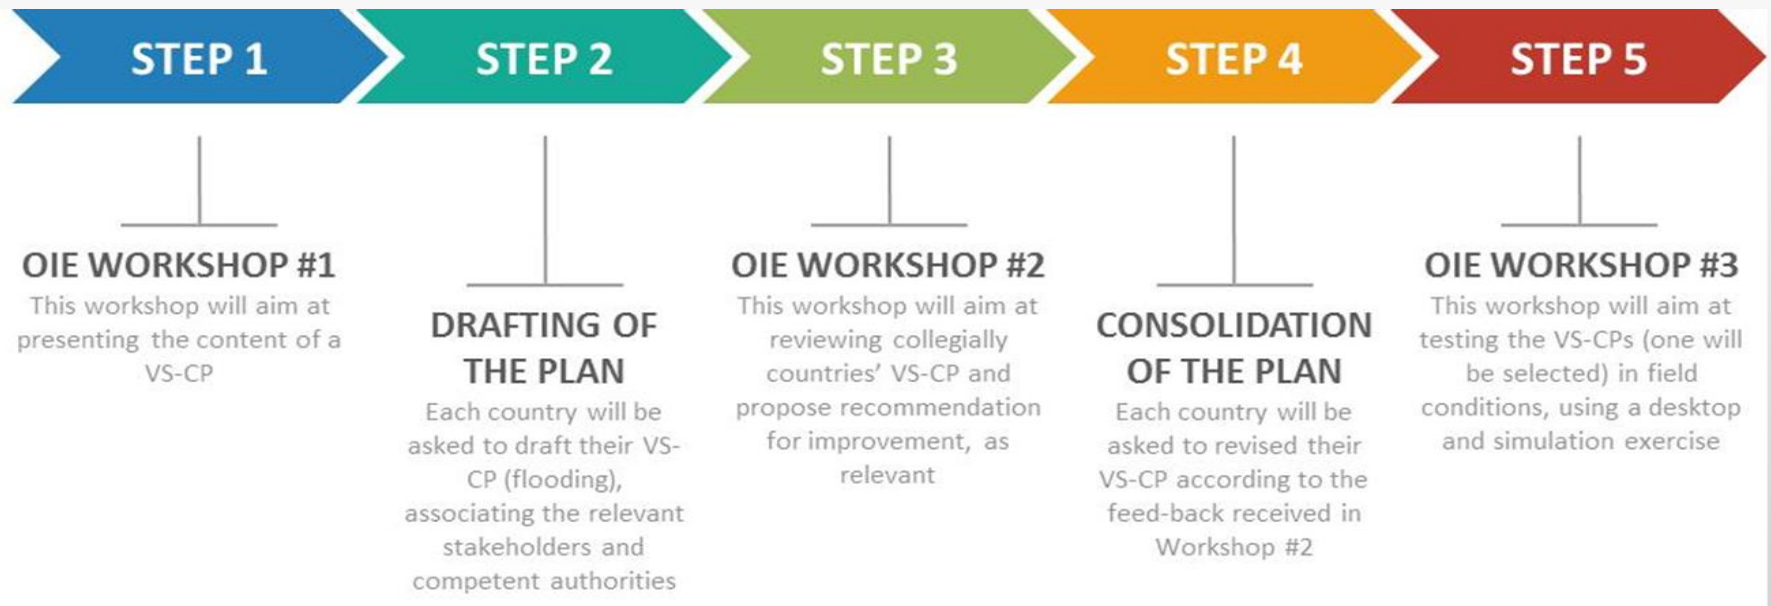 STEP 1
STEP 2
STEP 3
STEP 4
STEP 5
OIE WORKSHOP #1
This workshop will aim at
presenting the content of a
VS-CP
DRAFTING OF
THE PLAN
Each country will be
asked to draft their VS-
CP (flooding),
associating the relevant
stakeholders and
competent authorities
OIE WORKSHOP #2
This workshop will aim at
reviewing collegially
countries’ VS-CP and
propose recommendation
for improvement, as
relevant
CONSOLIDATION
OF THE PLAN
Each country will be
asked to revised their
VS-CP according to the
feed-back received in
Workshop #2
OIE WORKSHOP #3
This workshop will aim at
testing the VS-CPs (one will
be selected) in field
conditions, using a desktop
and simulation exercise